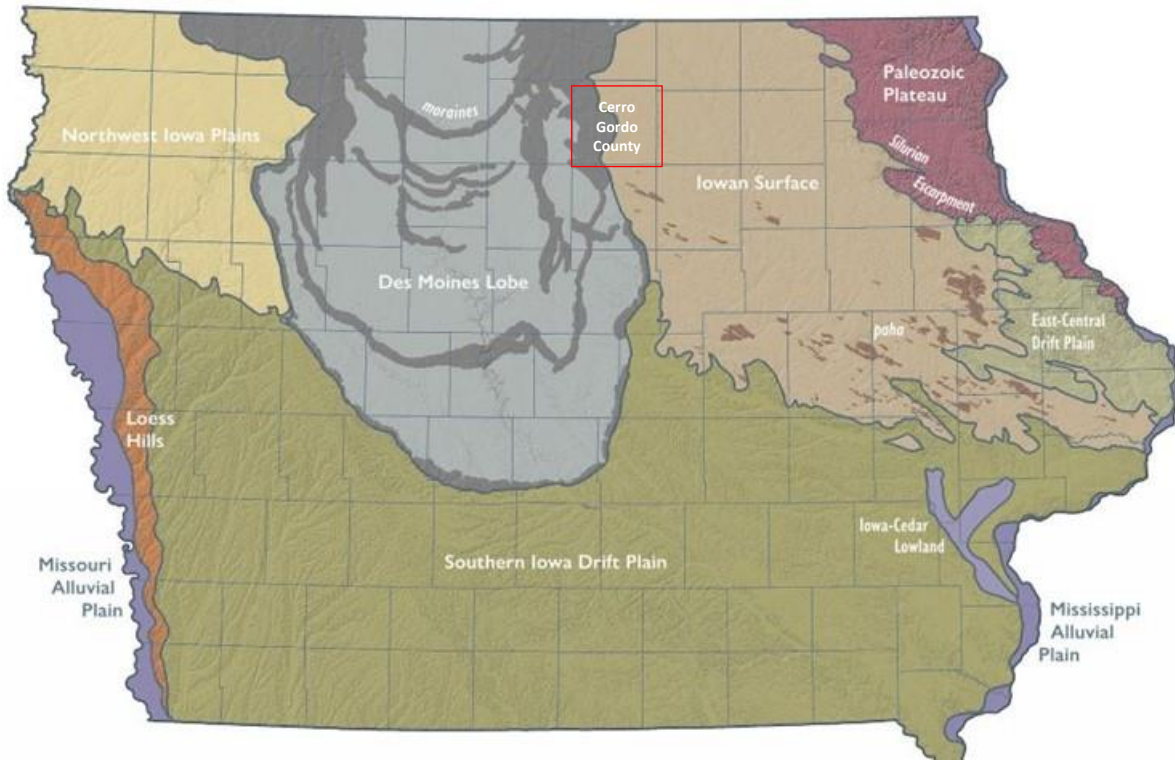 Paleozoic
Plateau
moraines
Cerro
Gordo
County
Northwest Iowa Plains
Silurian
Escarpment
Iowan Surface
Des Moines Lobe
paha
East-Central
Drift Plain
Loess
Hills
Iowa-Cedar
Lowland
Missouri
Alluvial
Plain
Southern Iowa Drift Plain
Mississippi
Alluvial
Plain